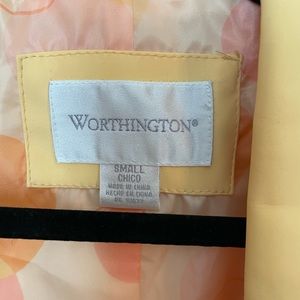 WORTHINGTON®
SMALL
CHICO
MADE IN CHINA
HECHO EN CHINA